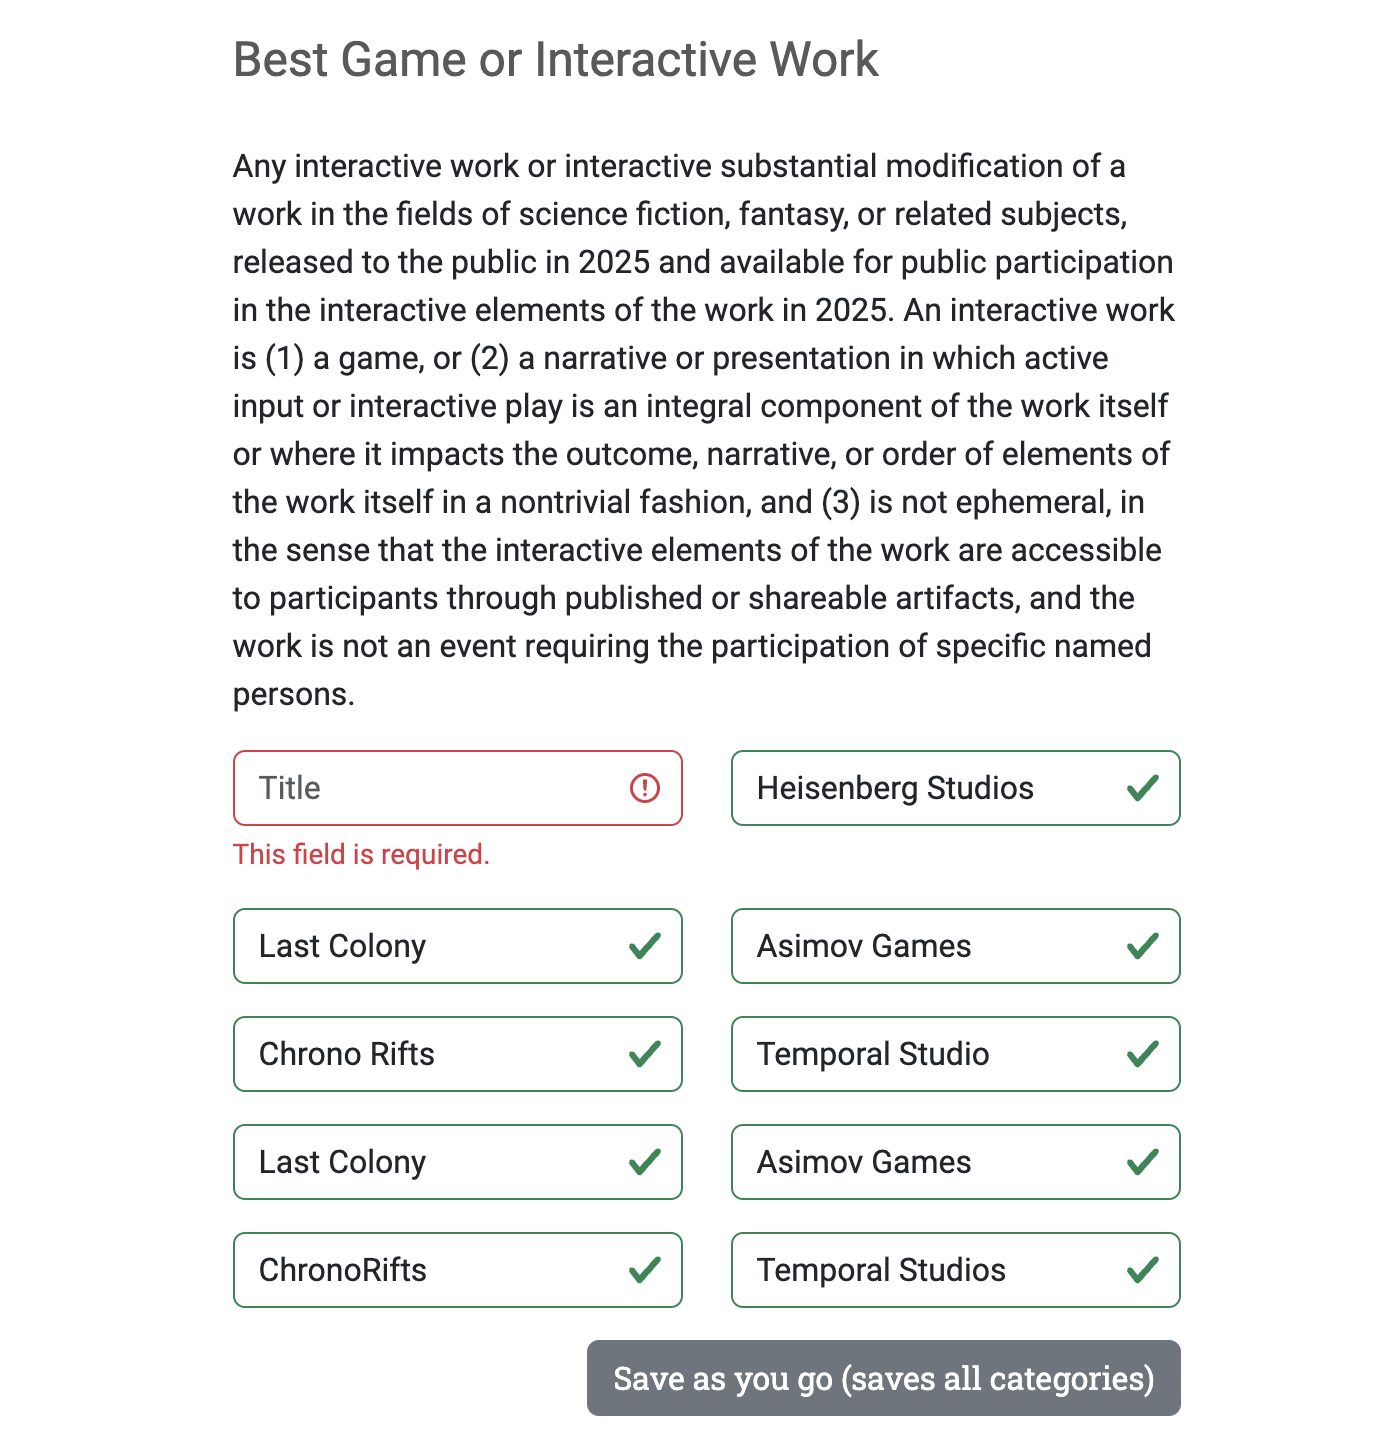 Best Game or Interactive Work
Any interactive work or interactive substantial modification of a
work in the fields of science fiction, fantasy, or related subjects,
released to the public in 2025 and available for public participation
in the interactive elements of the work in 2025. An interactive work
is (1) a game, or (2) a narrative or presentation in which active
input or interactive play is an integral component of the work itself
or where it impacts the outcome, narrative, or order of elements of
the work itself in a nontrivial fashion, and (3) is not ephemeral, in
the sense that the interactive elements of the work are accessible
to participants through published or shareable artifacts, and the
work is not an event requiring the participation of specific named
persons.
Title
Heisenberg Studios
This field is required.
Last Colony
Asimov Games
Chrono Rifts
Temporal Studio
Last Colony
Asimov Games
ChronoRifts
Temporal Studios
Save as you go (saves all categories)